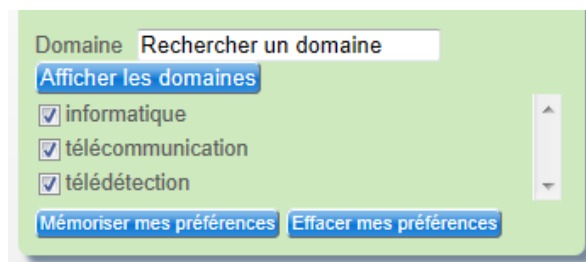 Domaine Rechercher un domaine
Afficher les domaines
informatique
télécommunication
télédétection
Mémoriser mes préférences Effacer mes préférences